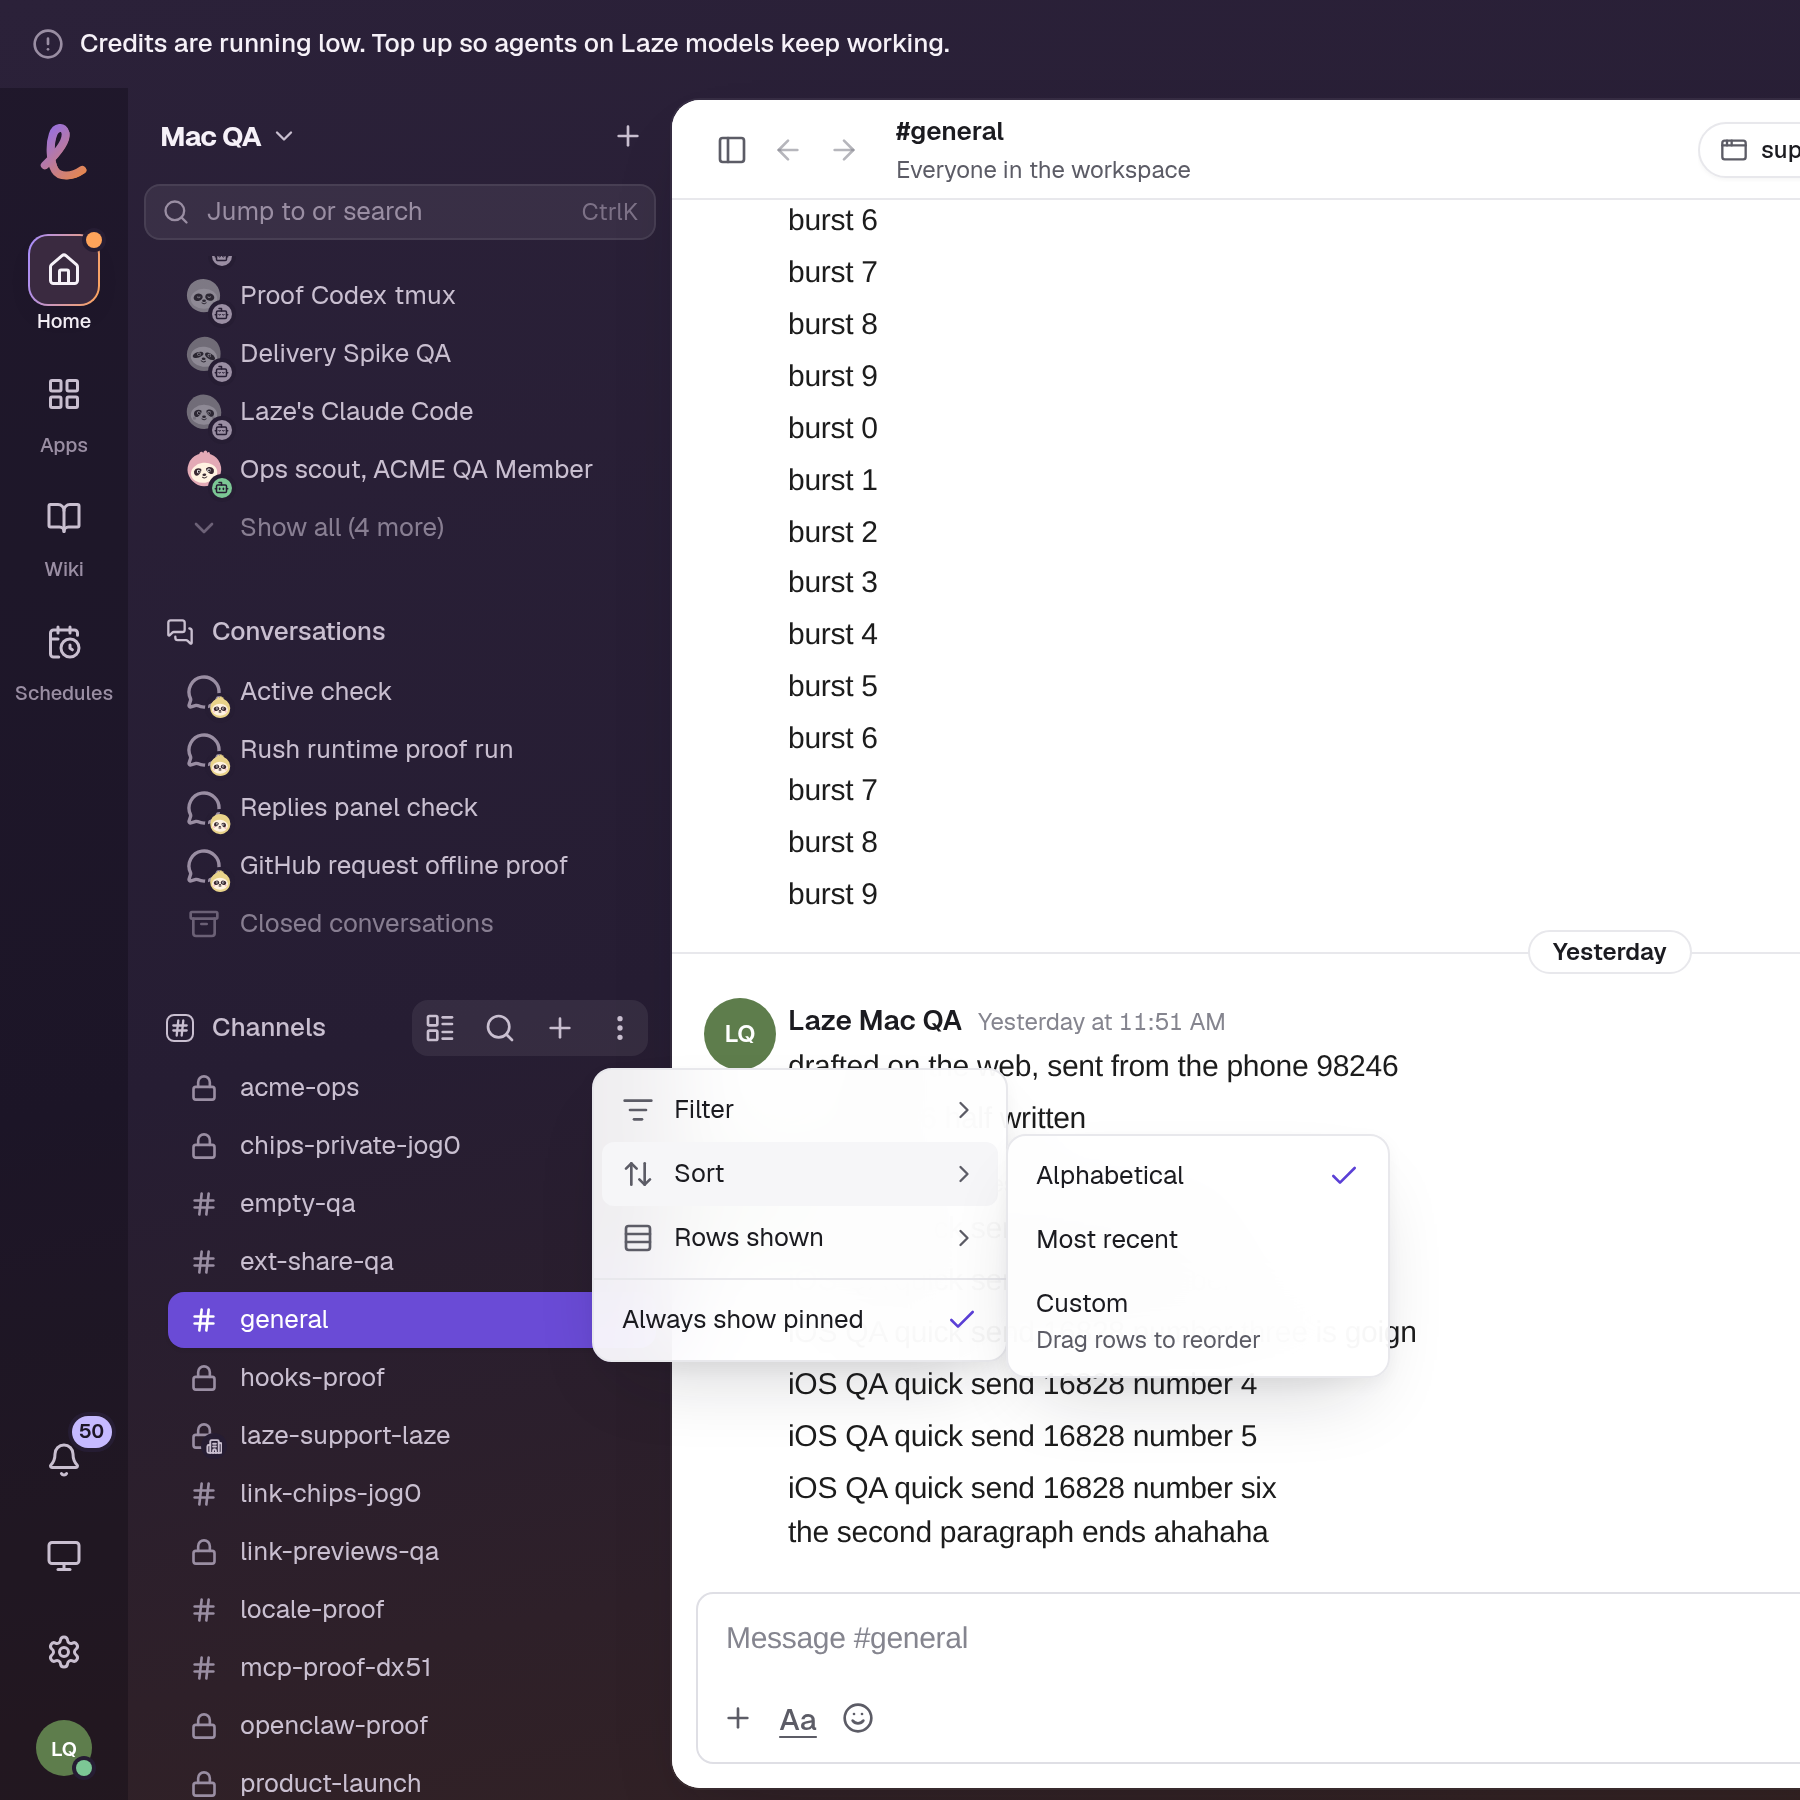 Credits are running low. Top up so agents on Laze models keep working.
Mac QA
Jump to or search
CtrlK
Home
Apps
Wiki
Schedules
50
LQ
Proof Codex tmux
Delivery Spike QA
Laze's Claude Code
Ops scout, ACME QA Member
Show all (4 more)
Conversations
Active check
Rush runtime proof run
Replies panel check
GitHub request offline proof
Closed conversations
Channels
acme-ops
chips-private-jog0
empty-qa
ext-share-qa
general
hooks-proof
laze-support-laze
link-chips-jog0
link-previews-qa
locale-proof
mcp-proof-dx51
openclaw-proof
product-launch
#general
Everyone in the workspace
sup
burst 6
burst 7
burst 8
burst 9
burst 0
burst 1
burst 2
burst 3
burst 4
burst 5
burst 6
burst 7
burst 8
burst 9
Yesterday
LQ
Laze Mac QA Yesterday at 11:51 AM
drafted on the web, sent from the phone 98246
half written
Filter
Sort
Rows shown
Always show pinned
Alphabetical
Most recent
Custom
Drag rows to reorder
iOS QA quick send 16828 number 4
iOS QA quick send 16828 number 5
iOS QA quick send 16828 number six
the second paragraph ends ahahaha
Message #general
Aa